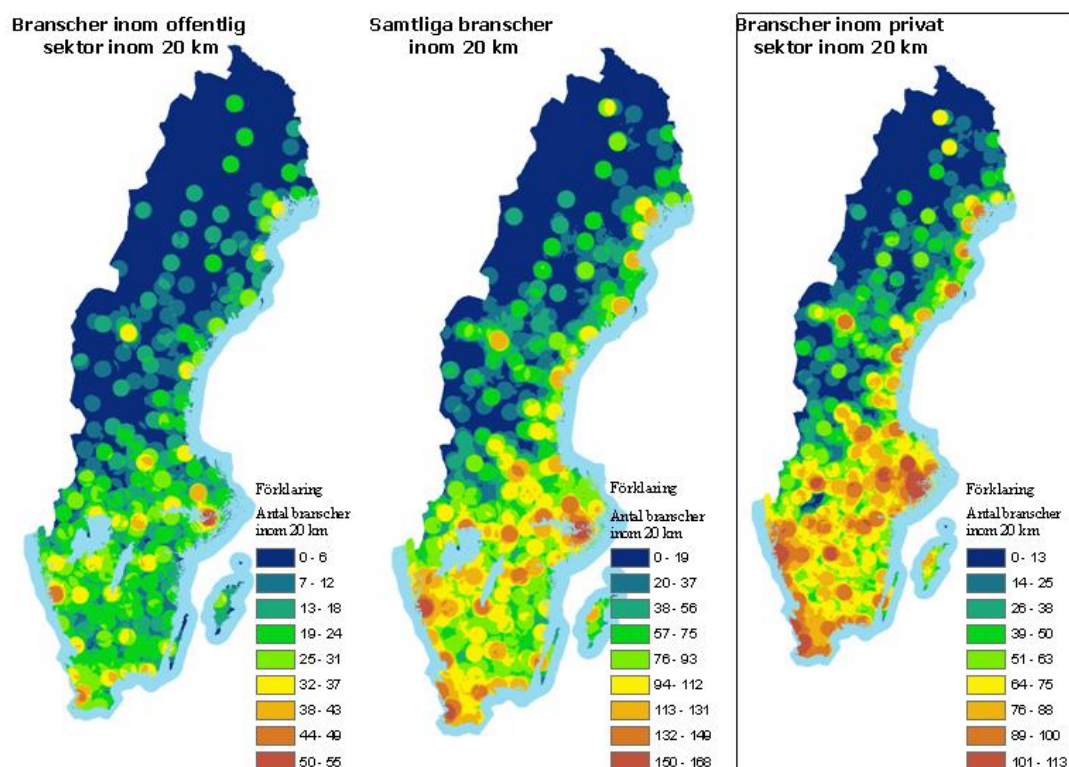 Branscher inom offentlig
sektor inom 20 km
Förklaring
Antal branscher
inom 20 km
0 - 6
7 - 12
13 - 18
19 - 24
25 - 31
32 - 37
38 - 43
44 - 49
50 - 55
Samtliga branscher
inom 20 km
Förklaring
Antal branscher
inom 20 km
0 - 19
20 - 37
38 - 56
57 - 75
76 - 93
94 - 112
113 - 131
132 - 149
150 - 168
Branscher inom privat
sektor inom 20 km
Förklaring
Antal branscher
inom 20 km
0 - 13
14 - 25
26 - 38
39 - 50
51 - 63
64 - 75
76 - 88
89 - 100
101 - 113